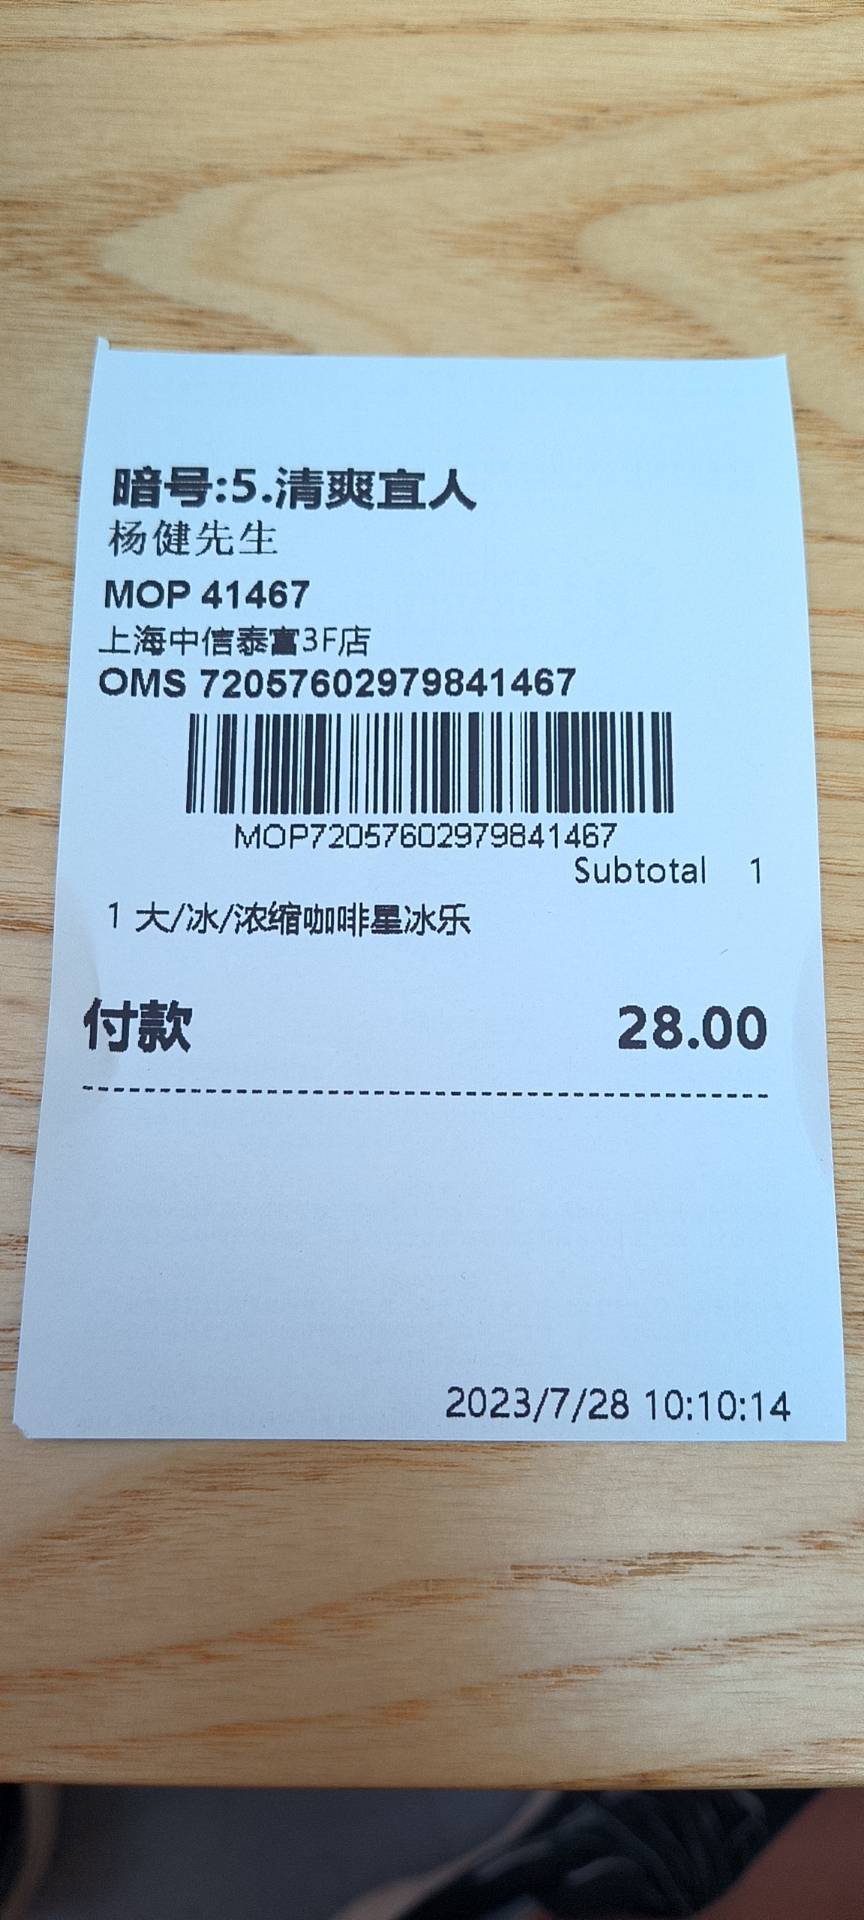 暗号:5.清爽宜人
杨健先生
MOP 41467
上海中信泰富3F店
OMS 72057602979841467
MOP72057602979841467
Subtotal 1
1 大/冰/浓缩咖啡星冰乐
付款 28.00
2023/7/28 10:10:14